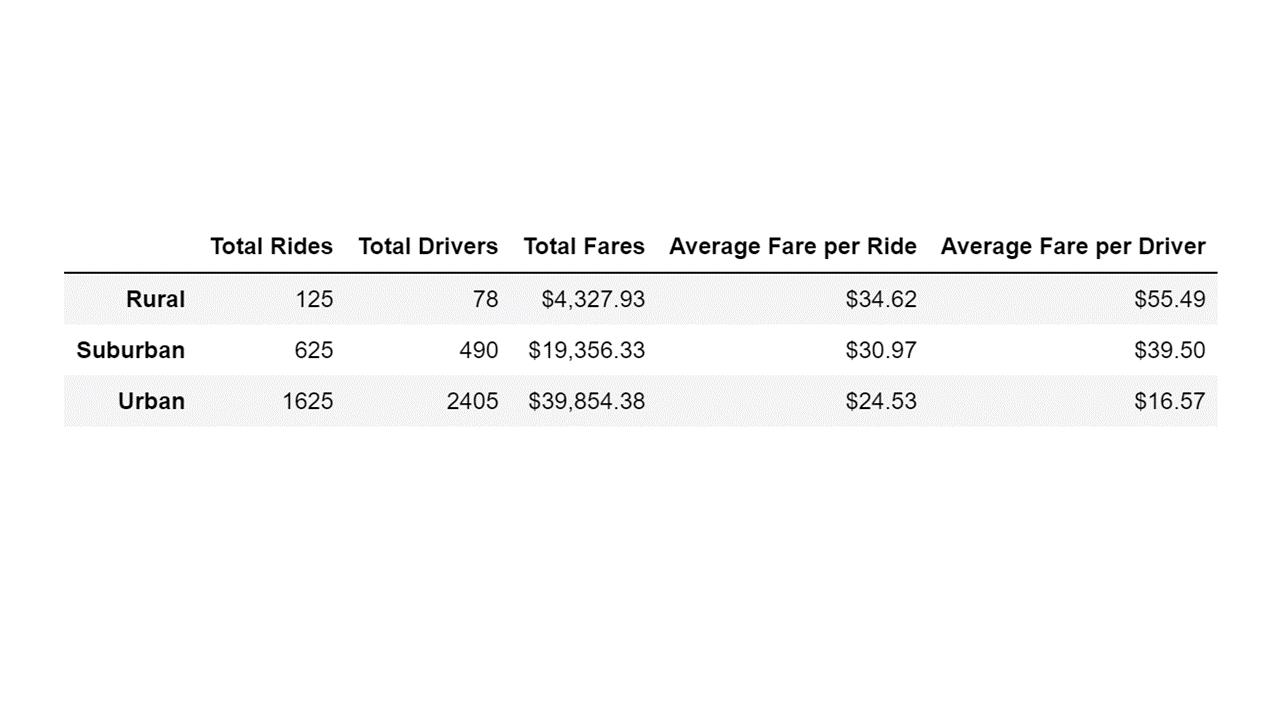 Total Rides Total Drivers Total Fares Average Fare per Ride Average Fare per Driver
Rural 125 78 $4,327.93 $34.62 $55.49
Suburban 625 490 $19,356.33 $30.97 $39.50
Urban 1625 2405 $39,854.38 $24.53 $16.57